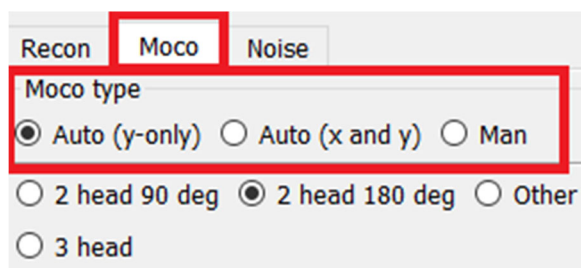 Recon Moco Noise
Moco type
Auto (y-only) Auto (x and y) Man
2 head 90 deg 2 head 180 deg Other
3 head